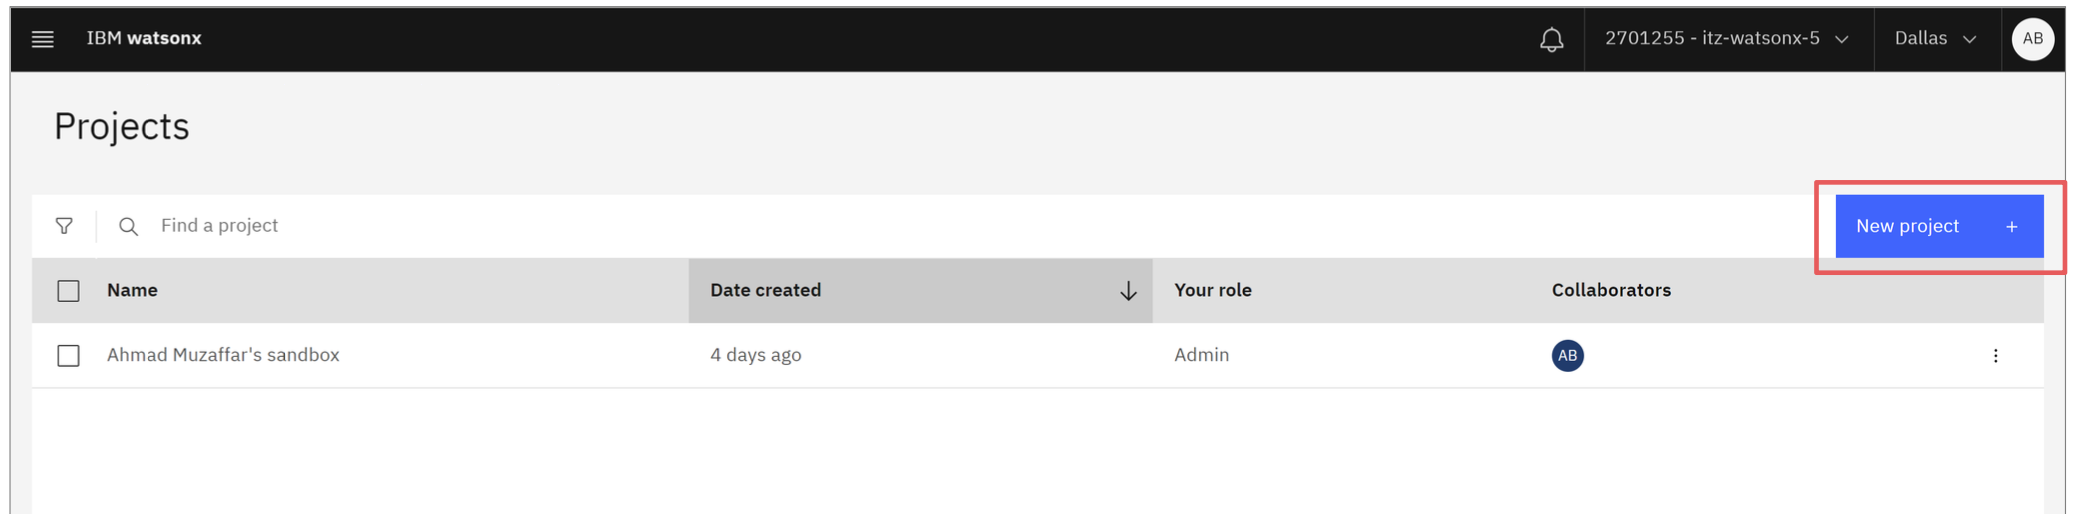 IBM watsonx 2701255 - itz-watsonx-5 Dallas AB
Projects
Find a project New project +
Name Date created Your role Collaborators
Ahmad Muzaffar's sandbox 4 days ago Admin AB